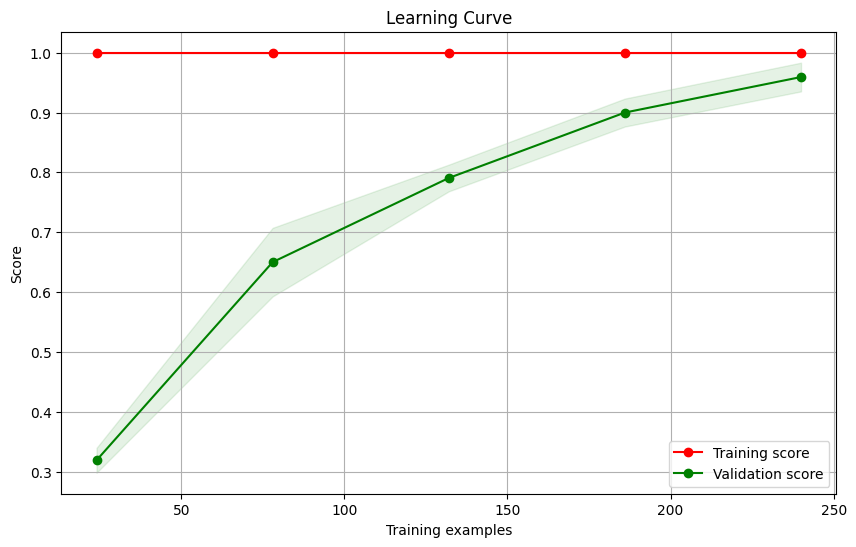 Learning Curve
1.0
0.9
0.8
0.7
0.6
0.5
0.4
0.3
Score
50
100
150
200
250
Training examples
Training score
Validation score